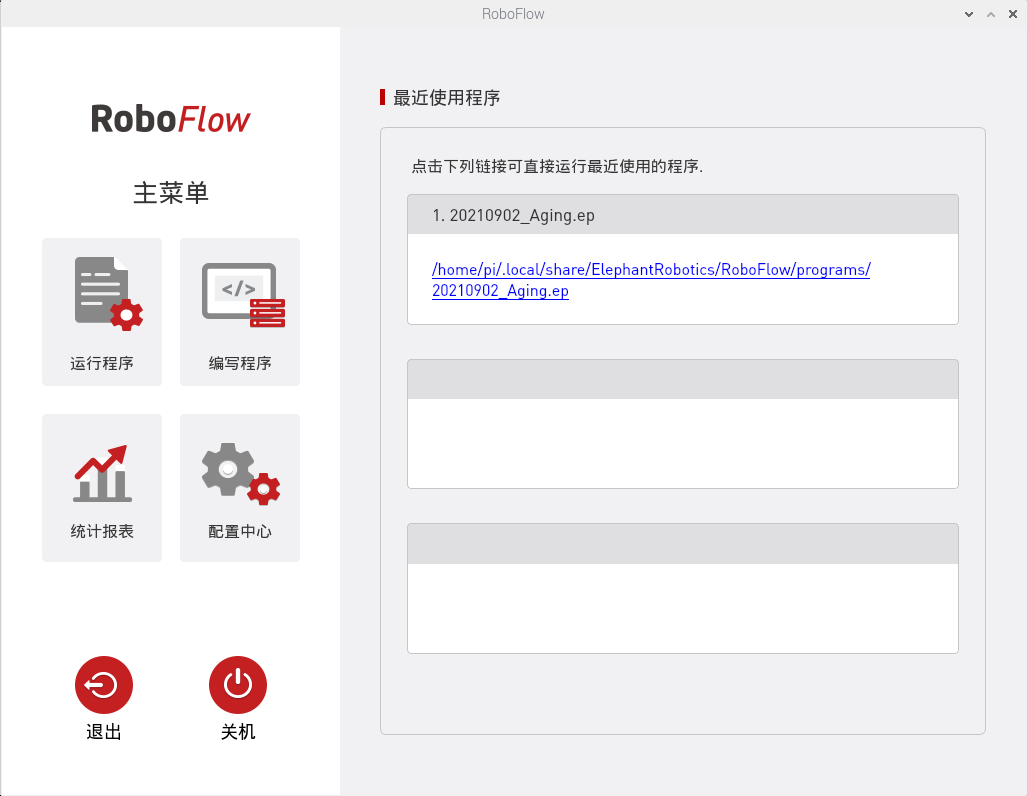 RoboFlow
RoboFlow
主菜单
运行程序
</>
编写程序
统计报表
配置中心
退出
关机
最近使用程序
点击下列链接可直接运行最近使用的程序.
1. 20210902_Aging.ep
/home/pi/.local/share/ElephantRobotics/RoboFlow/programs/
20210902_Aging.ep